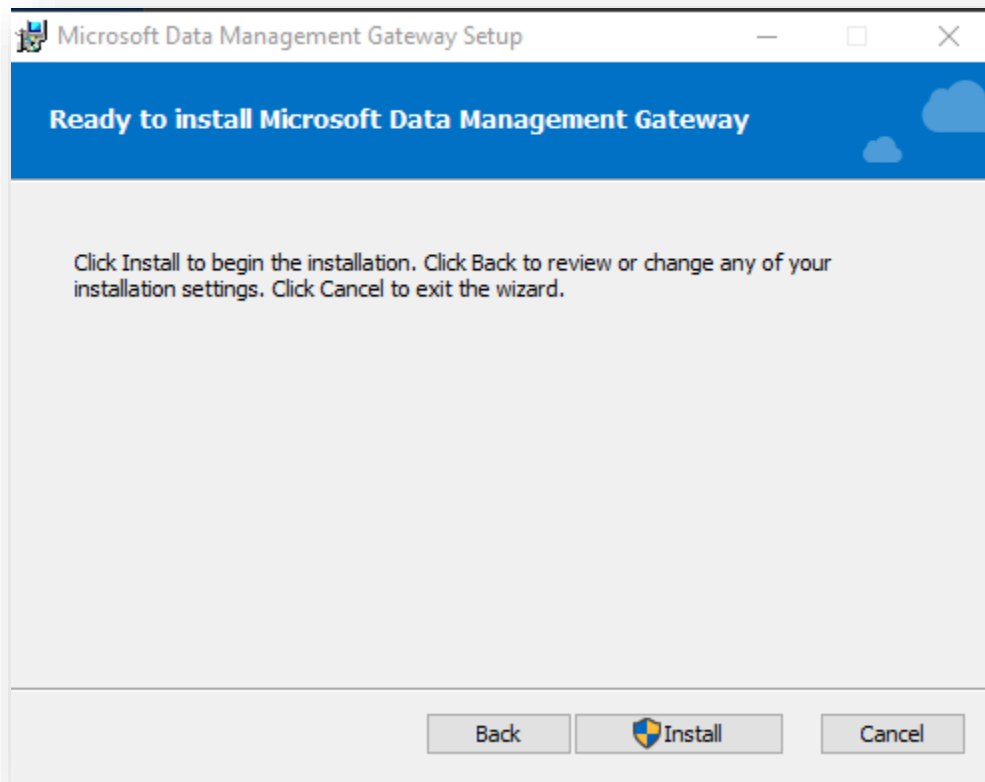 Microsoft Data Management Gateway Setup
Ready to install Microsoft Data Management Gateway
Click Install to begin the installation. Click Back to review or change any of your
installation settings. Click Cancel to exit the wizard.
Back Install Cancel